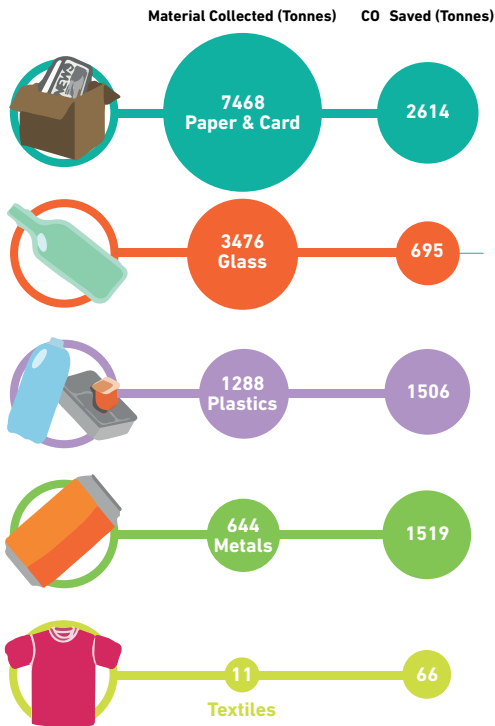 Material Collected (Tonnes) CO Saved (Tonnes)
NEWS
7468
Paper & Card
2614
3476
Glass
695
1288
Plastics
1506
644
Metals
1519
11
Textiles
66